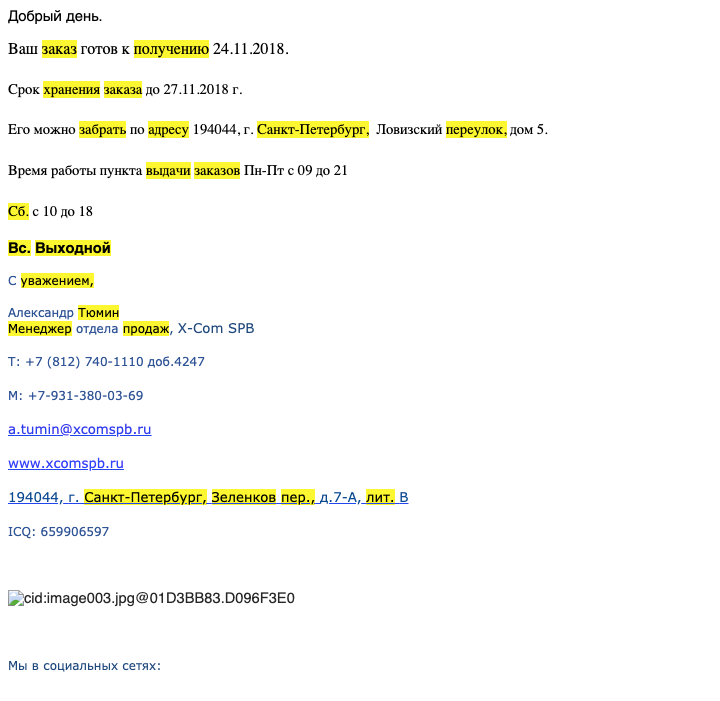 Добрый день.
Ваш заказ готов к получению 24.11.2018.
Срок хранения заказа до 27.11.2018 г.
Его можно забрать по адресу 194044, г. Санкт-Петербург,  Ловизский переулок, дом 5.
Время работы пункта выдачи заказов Пн-Пт с 09 до 21
Сб. с 10 до 18
Вс. Выходной
С уважением,
Александр Тюмин
Менеджер отдела продаж, X-Com SPB
Т: +7 (812) 740-1110 доб.4247
М: +7-931-380-03-69
a.tumin@xcomspb.ru
www.xcomspb.ru
194044, г. Санкт-Петербург, Зеленков пер., д.7-А, лит. В
ICQ: 659906597
cid:image003.jpg@01D3BB83.D096F3E0
Мы в социальных сетях: